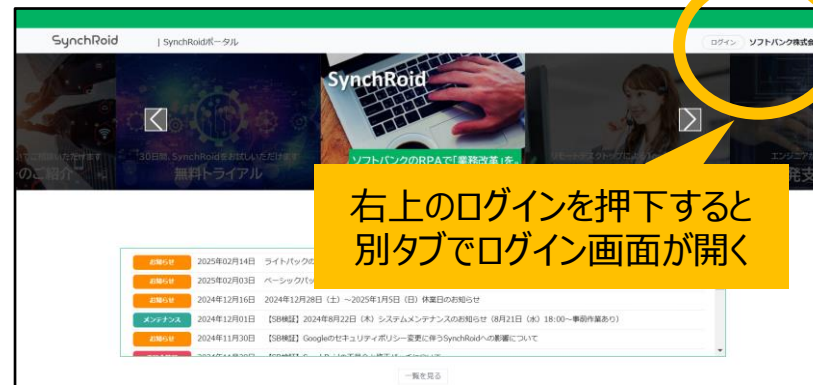 SynchRoid | SynchRoidポータル
ログイン ソフトバンク株式会
SynchRoid
ソフトバンクのRPAで「業務改革」を。
30日間、SynchRoidをお試しいただけます
無料トライアル
のご紹介
右上のログインを押下すると
別タブでログイン画面が開く
お知らせ 2025年02月14日 ライトパックの
お知らせ 2025年02月03日 ベーシックパッ
お知らせ 2024年12月16日 2024年12月28日（土）～2025年1月5日（日）休業日のお知らせ
メンテナンス 2024年12月01日 【SB検証】2024年8月22日（木）システムメンテナンスのお知らせ（8月21日（水）18:00～事前作業あり）
お知らせ 2024年11月30日 【SB検証】Googleのセキュリティポリシー変更に伴うSynchRoidへの影響について
一覧を見る